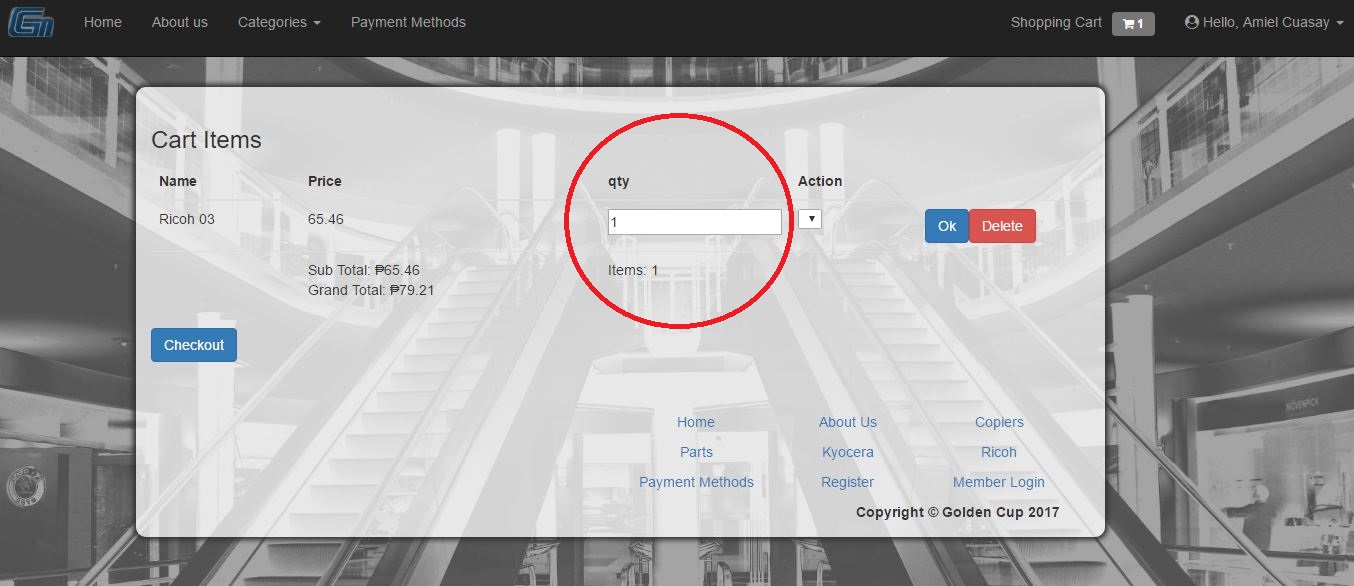 Home About us Categories Payment Methods Shopping Cart 1 Hello, Amiel Cuasay
Cart Items
Name Price qty Action
Ricoh 03 65.46 1 Ok Delete
Sub Total: ₱65.46 Items: 1
Grand Total: ₱79.21
Checkout
Home About Us Copiers
Parts Kyocera Ricoh
Payment Methods Register Member Login
Copyright © Golden Cup 2017
MÖVENPICK